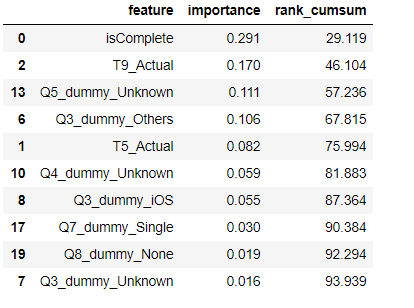 feature importance rank_cumsum
0 isComplete 0.291 29.119
2 T9_Actual 0.170 46.104
13 Q5_dummy_Unknown 0.111 57.236
6 Q3_dummy_Others 0.106 67.815
1 T5_Actual 0.082 75.994
10 Q4_dummy_Unknown 0.059 81.883
8 Q3_dummy_iOS 0.055 87.364
17 Q7_dummy_Single 0.030 90.384
19 Q8_dummy_None 0.019 92.294
7 Q3_dummy_Unknown 0.016 93.939